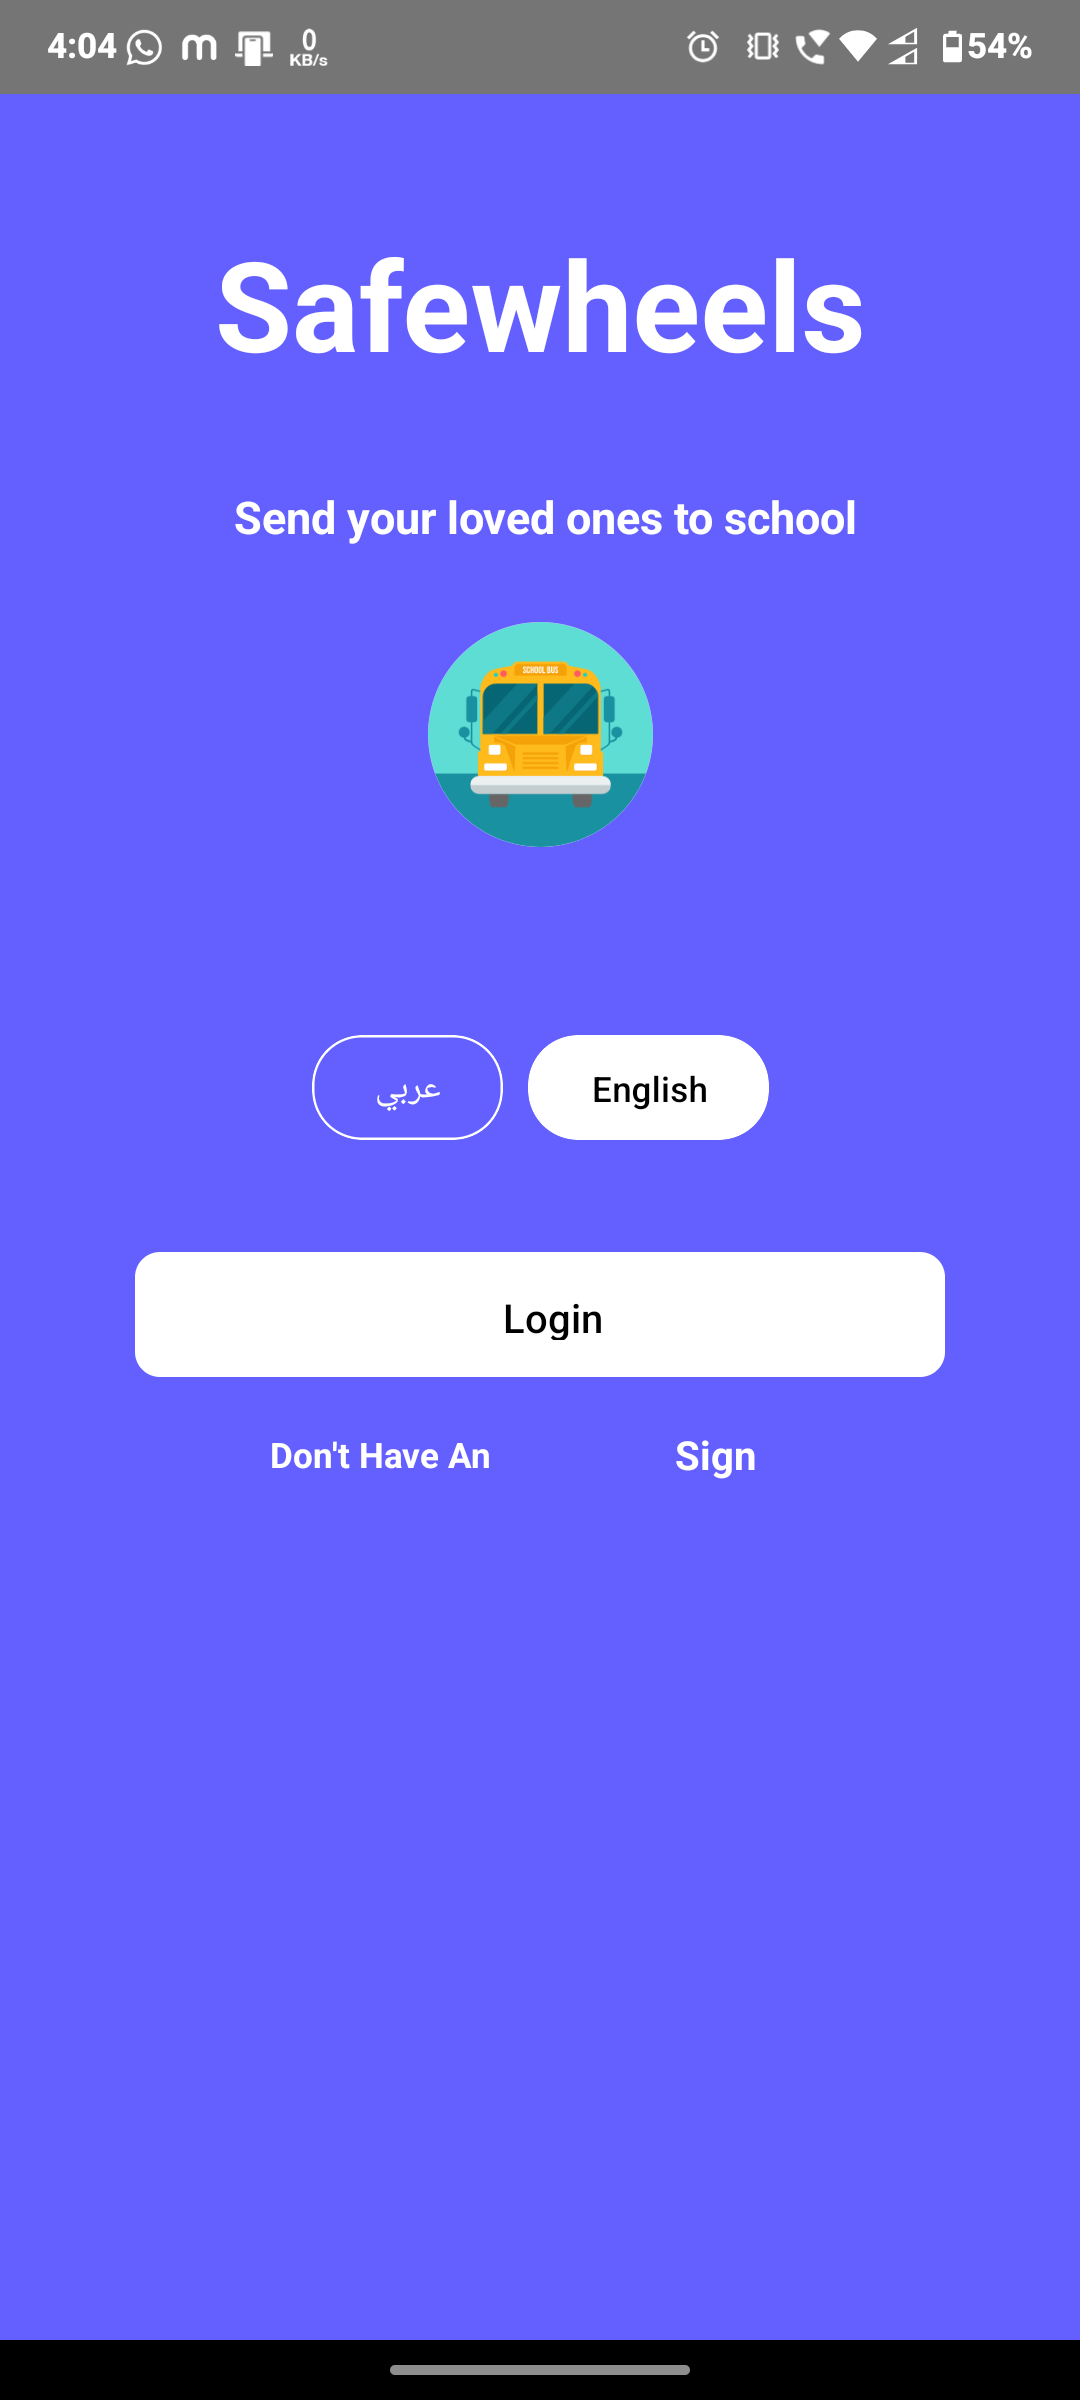 4:04 0 KB/s 54%
Safewheels
Send your loved ones to school
SCHOOL BUS
عربي English
Login
Don't Have An Sign